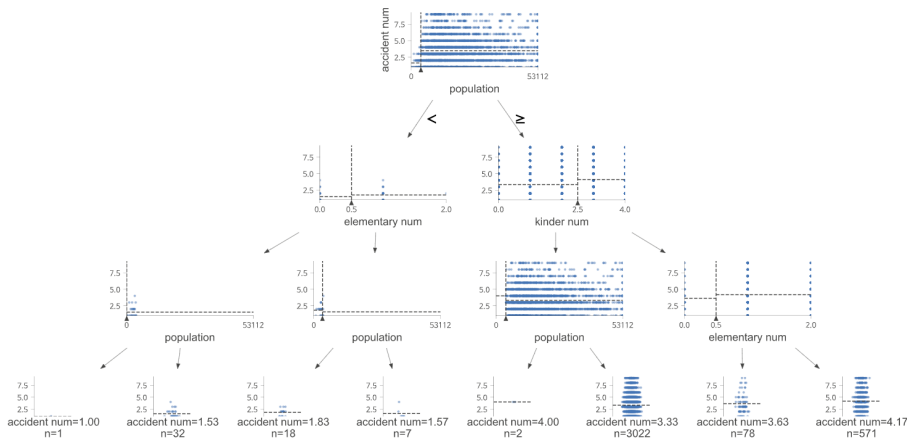 accident num
7.5
5.0
2.5
0
53112
population
<
≥
7.5
5.0
2.5
0.0
0.5
2.0
elementary num
7.5
5.0
2.5
0.0
2.5
4.0
kinder num
7.5
5.0
2.5
0
53112
population
7.5
5.0
2.5
0
53112
population
7.5
5.0
2.5
0
53112
population
7.5
5.0
2.5
0.0
0.5
2.0
elementary num
7.5
5.0
2.5
accident num=1.00
n=1
7.5
5.0
2.5
accident num=1.53
n=32
7.5
5.0
2.5
accident num=1.83
n=18
7.5
5.0
2.5
accident num=1.57
n=7
7.5
5.0
2.5
accident num=4.00
n=2
7.5
5.0
2.5
accident num=3.33
n=3022
7.5
5.0
2.5
accident num=3.63
n=78
7.5
5.0
2.5
accident num=4.17
n=571